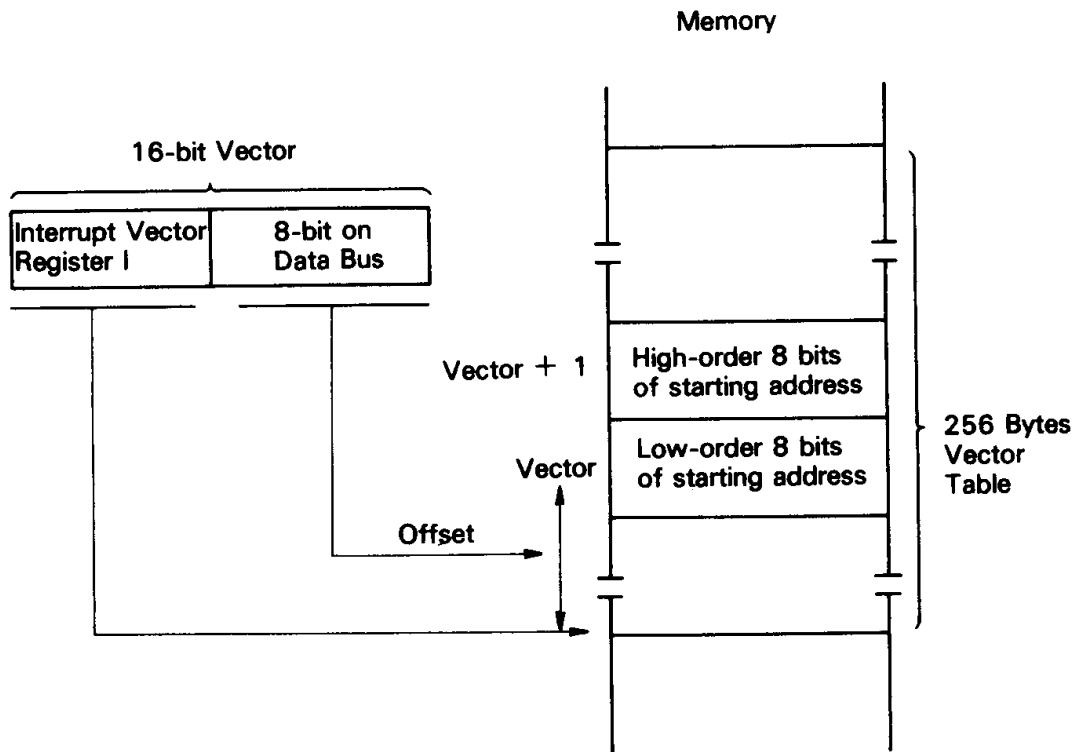 Memory
16-bit Vector
Interrupt Vector
Register I
8-bit on
Data Bus
Vector + 1
High-order 8 bits
of starting address
Vector
Low-order 8 bits
of starting address
256 Bytes
Vector
Table
Offset